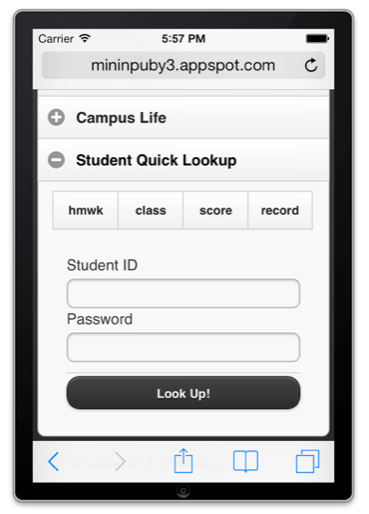 Carrier 5:57 PM
mininpuby3.appspot.com
Campus Life
Student Quick Lookup
hmwk class score record
Student ID
Password
Look Up!